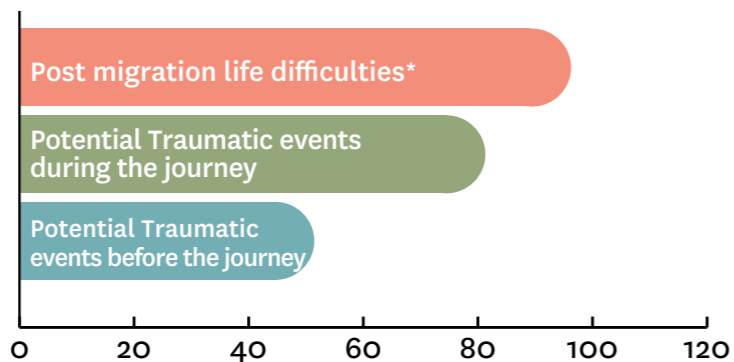 Post migration life difficulties*
Potential Traumatic events
during the journey
Potential Traumatic
events before the journey
0 20 40 60 80 100 120